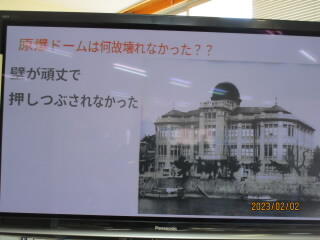 原爆ドームは何故壊れなかった？？
壁が頑丈で
押しつぶされなかった
2023/02/02
Panasonic